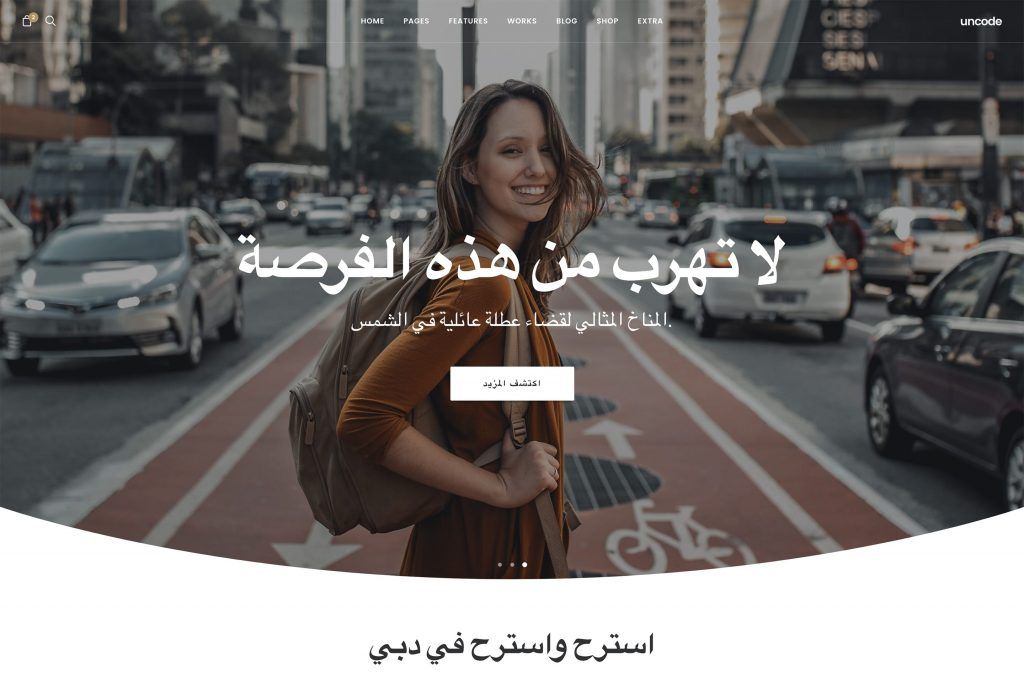 2
HOME PAGES FEATURES WORKS BLOG SHOP EXTRA
uncode
لا تهرب من هذه الفرصة
المناخ المثالي لقضاء عطلة عائلية في الشمس.
اكتشف المزيد
استرح واسترح في دبي